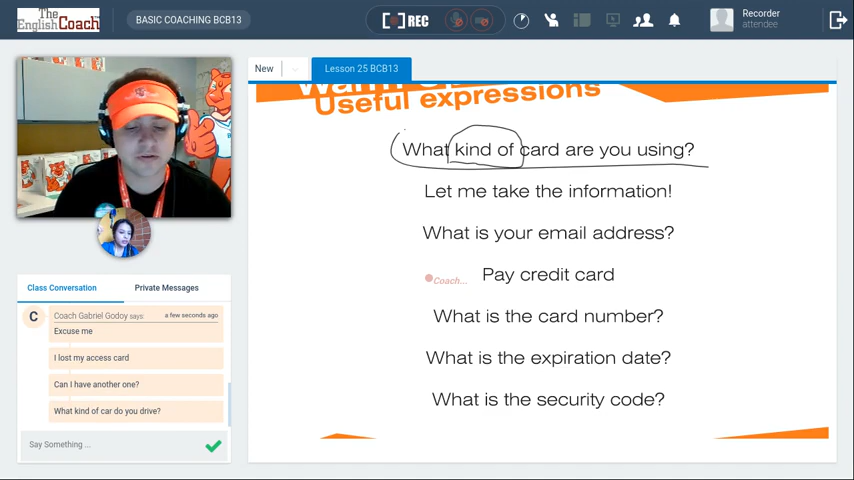 The
EnglishCoach
BASIC COACHING BCB13
REC
Recorder
attendee
New
Lesson 25 BCB13
Useful expressions
What kind of card are you using?
Let me take the information!
What is your email address?
Coach...
Pay credit card
What is the card number?
What is the expiration date?
What is the security code?
Class Conversation
Private Messages
C
Coach Gabriel Godoy says:
a few seconds ago
Excuse me
I lost my access card
Can I have another one?
What kind of car do you drive?
Say Something ...